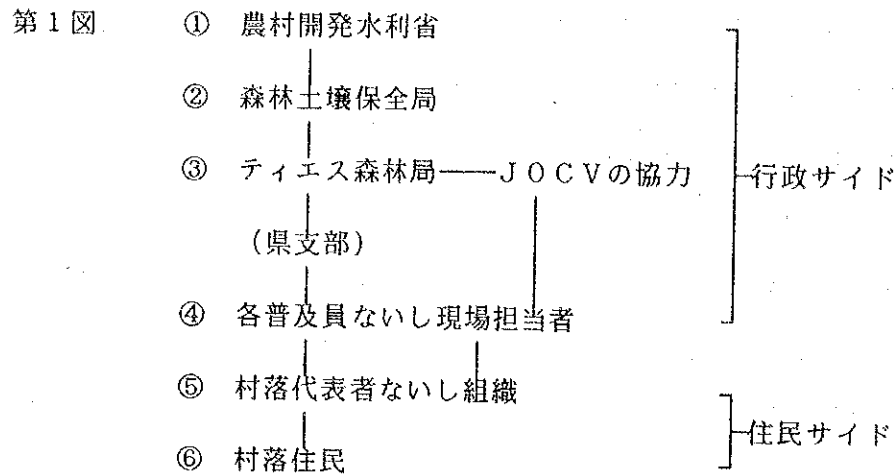 第1図 ① 農村開発水利省
② 森林土壌保全局
③ ティエス森林局――JOCVの協力 行政サイド
(県支部)
④ 各普及員ないし現場担当者
⑤ 村落代表者ないし組織
住民サイド
⑥ 村落住民